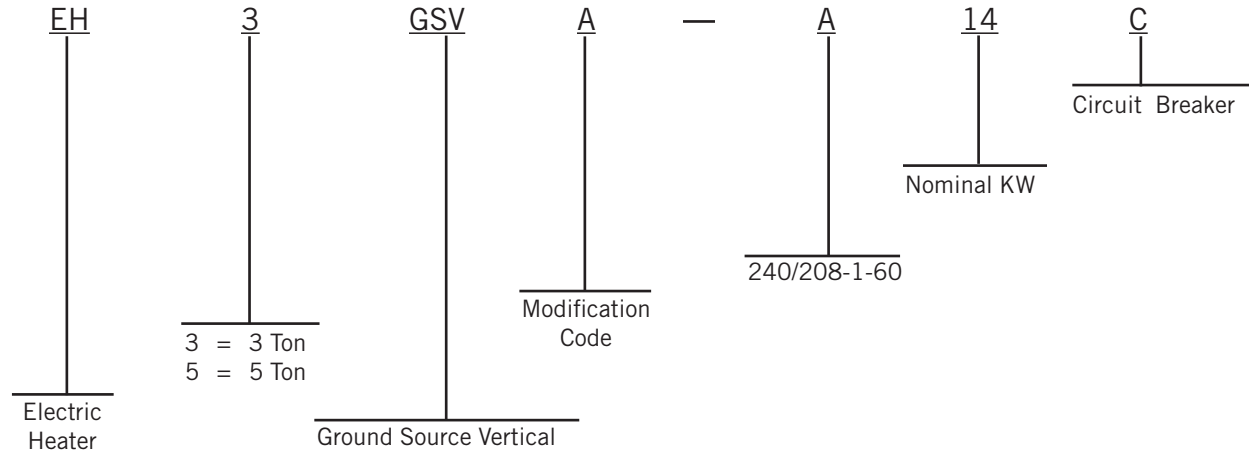 EH 3 GSV A — A 14 C
Circuit Breaker
Nominal KW
240/208-1-60
Modification
Code
3 = 3 Ton
5 = 5 Ton
Electric
Heater
Ground Source Vertical